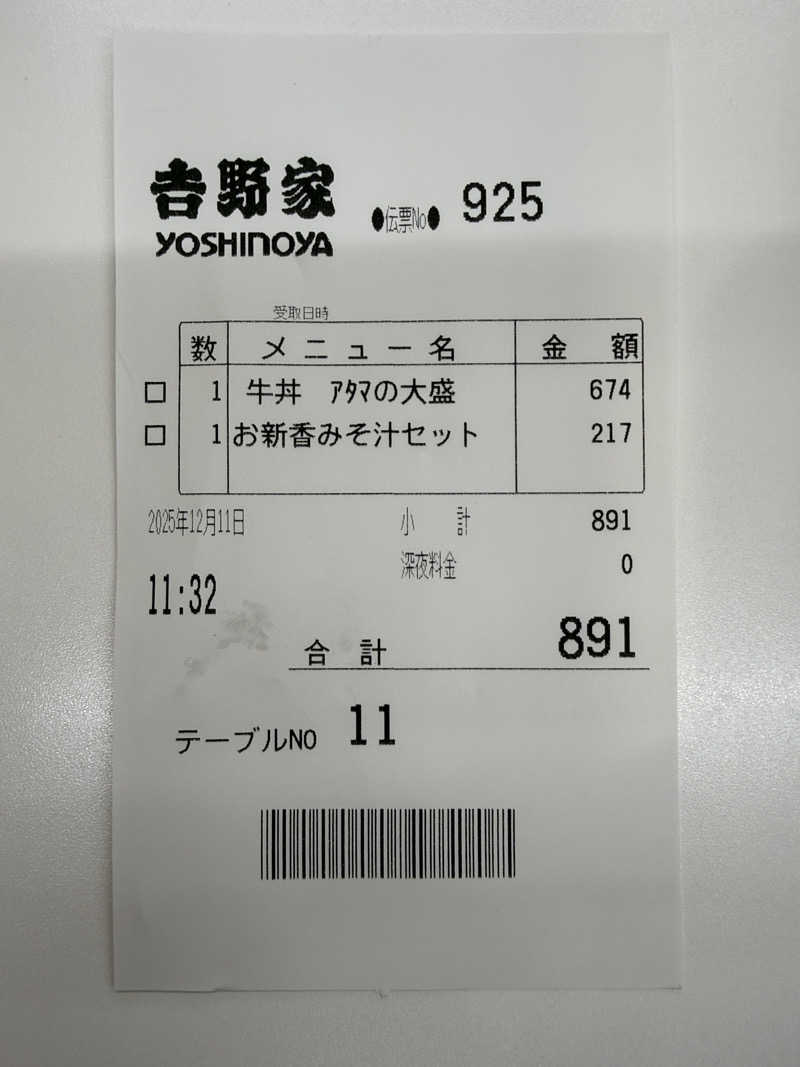 吉野家
YOSHINOYA
●伝票No● 925
受取日時
数 メニュー名 金 額
□ 1 牛丼 ｱﾀﾏの大盛 674
□ 1 お新香みそ汁セット 217
2025年12月11日 小 計 891
深夜料金 0
11:32
合 計 891
テーブルNO 11